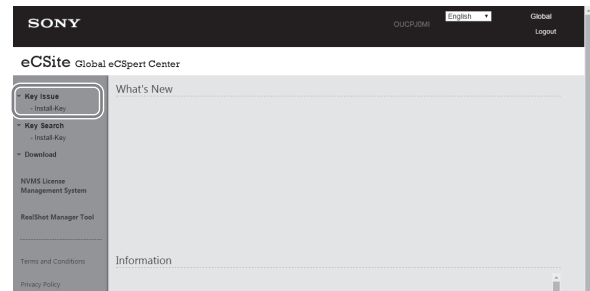 SONY
OUCPJ0MI
English
Global
Logout
eCSite Global eCSpert Center
Key Issue
- Install-Key
Key Search
- Install-Key
Download
NVMS License
Management System
RealShot Manager Tool
Terms and Conditions
Privacy Policy
What's New
Information